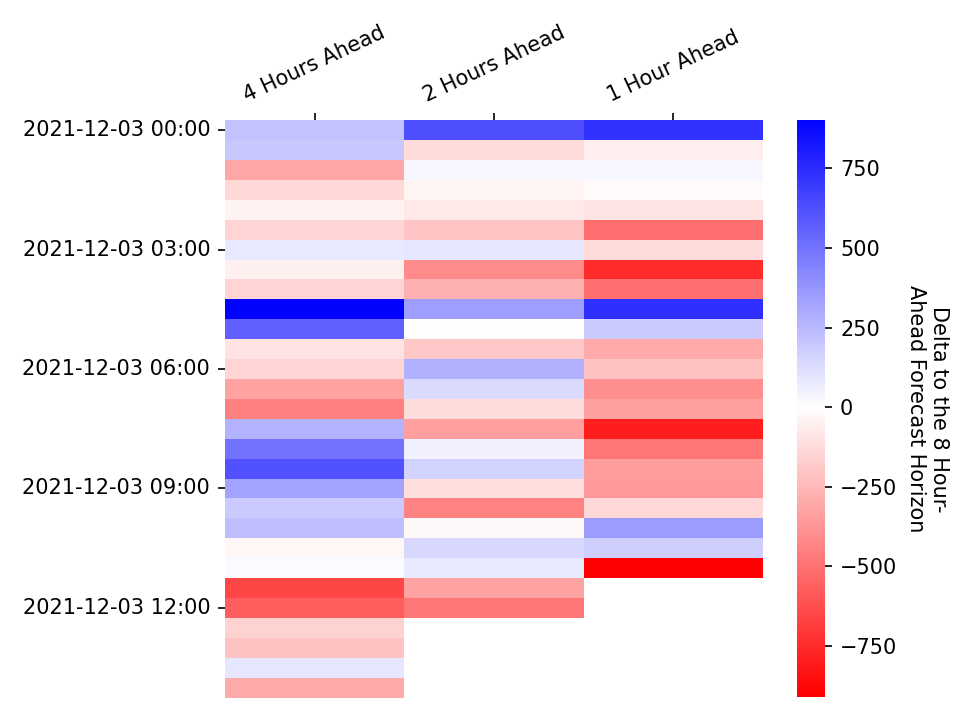 4 Hours Ahead
2 Hours Ahead
1 Hour Ahead
2021-12-03 00:00
2021-12-03 03:00
2021-12-03 06:00
2021-12-03 09:00
2021-12-03 12:00
750
500
250
0
−250
−500
−750
Delta to the 8 Hour-
Ahead Forecast Horizon